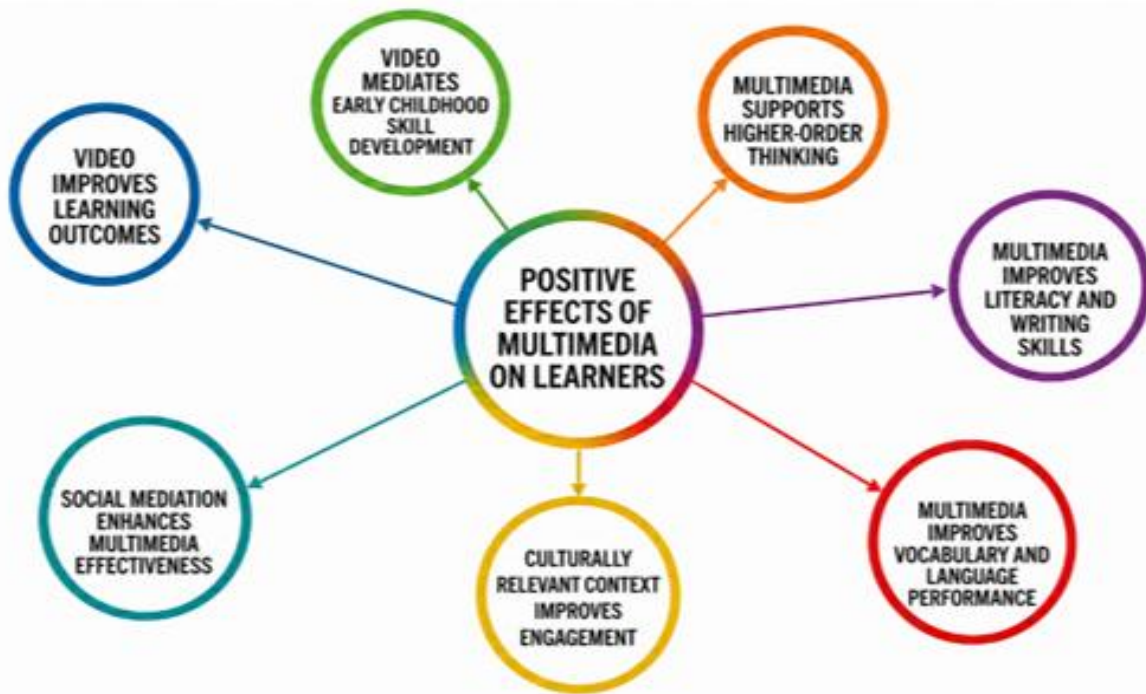 VIDEO
MEDIATES
EARLY CHILDHOOD
SKILL
DEVELOPMENT
MULTIMEDIA
SUPPORTS
HIGHER-ORDER
THINKING
VIDEO
IMPROVES
LEARNING
OUTCOMES
POSITIVE
EFFECTS OF
MULTIMEDIA
ON LEARNERS
MULTIMEDIA
IMPROVES
LITERACY AND
WRITING
SKILLS
SOCIAL MEDIATION
ENHANCES
MULTIMEDIA
EFFECTIVENESS
CULTURALLY
RELEVANT CONTEXT
IMPROVES
ENGAGEMENT
MULTIMEDIA
IMPROVES
VOCABULARY AND
LANGUAGE
PERFORMANCE